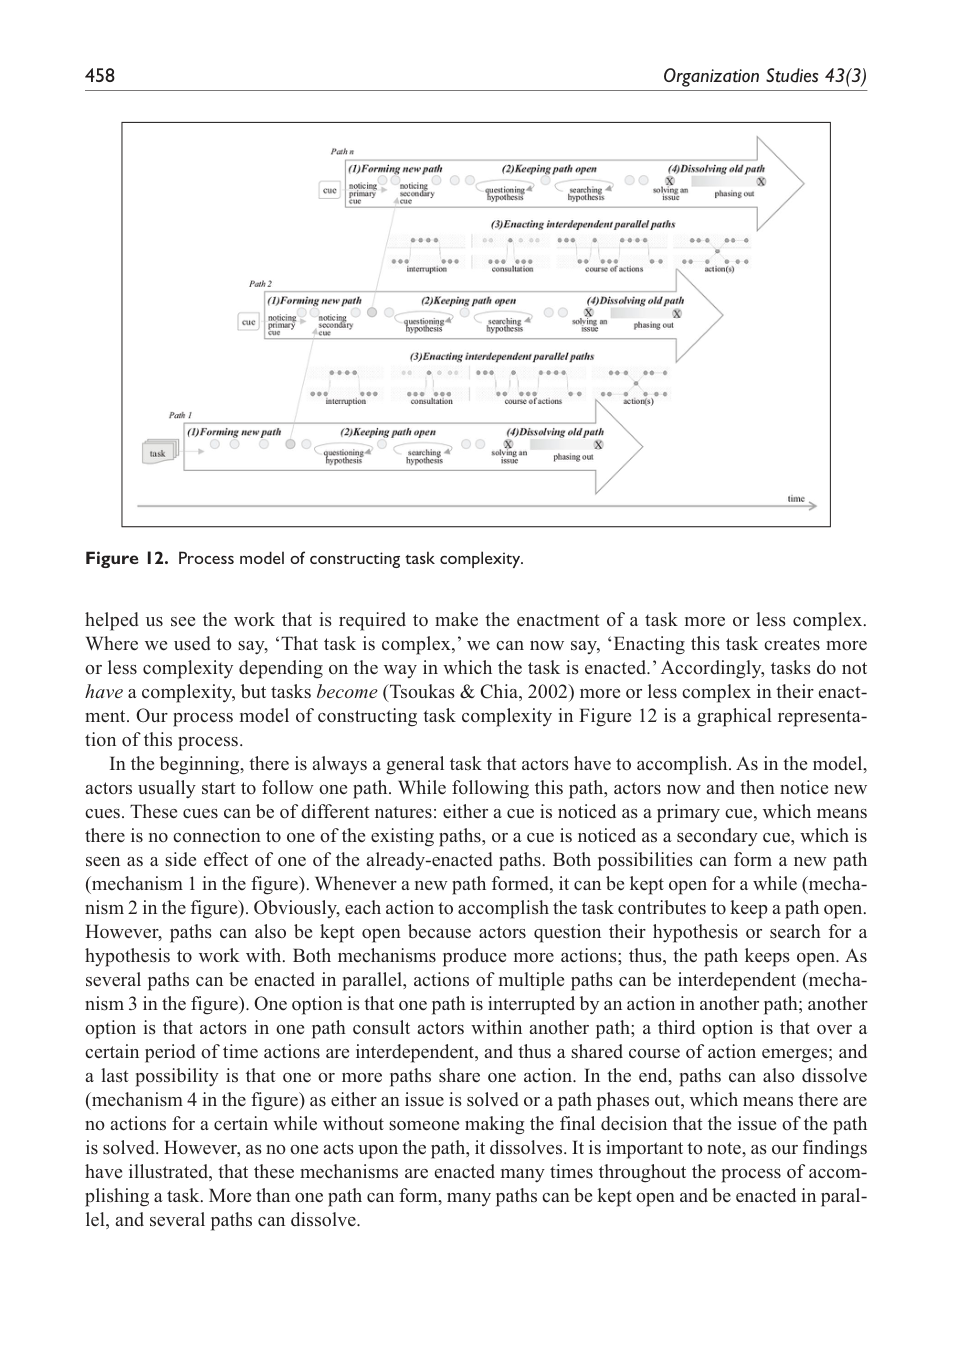 458
Organization Studies 43(3)
Path n
(1)Forming new path
(2)Keeping path open
(4)Dissolving old path
cue
noticing
primary
cue
noticing
secondary
cue
questioning
hypothesis
searching
hypothesis
X
solving an
issue
phasing out
X
(3)Enacting interdependent parallel paths
interruption
consultation
course of actions
action(s)
Path 2
(1)Forming new path
(2)Keeping path open
(4)Dissolving old path
cue
noticing
primary
cue
noticing
secondary
cue
questioning
hypothesis
searching
hypothesis
X
solving an
issue
phasing out
X
(3)Enacting interdependent parallel paths
interruption
consultation
course of actions
action(s)
Path 1
(1)Forming new path
(2)Keeping path open
(4)Dissolving old path
task
questioning
hypothesis
searching
hypothesis
X
solving an
issue
phasing out
X
time
Figure 12. Process model of constructing task complexity.
helped us see the work that is required to make the enactment of a task more or less complex.
Where we used to say, ‘That task is complex,’ we can now say, ‘Enacting this task creates more
or less complexity depending on the way in which the task is enacted.’ Accordingly, tasks do not
have a complexity, but tasks become (Tsoukas & Chia, 2002) more or less complex in their enact-
ment. Our process model of constructing task complexity in Figure 12 is a graphical representa-
tion of this process.
In the beginning, there is always a general task that actors have to accomplish. As in the model,
actors usually start to follow one path. While following this path, actors now and then notice new
cues. These cues can be of different natures: either a cue is noticed as a primary cue, which means
there is no connection to one of the existing paths, or a cue is noticed as a secondary cue, which is
seen as a side effect of one of the already-enacted paths. Both possibilities can form a new path
(mechanism 1 in the figure). Whenever a new path formed, it can be kept open for a while (mecha-
nism 2 in the figure). Obviously, each action to accomplish the task contributes to keep a path open.
However, paths can also be kept open because actors question their hypothesis or search for a
hypothesis to work with. Both mechanisms produce more actions; thus, the path keeps open. As
several paths can be enacted in parallel, actions of multiple paths can be interdependent (mecha-
nism 3 in the figure). One option is that one path is interrupted by an action in another path; another
option is that actors in one path consult actors within another path; a third option is that over a
certain period of time actions are interdependent, and thus a shared course of action emerges; and
a last possibility is that one or more paths share one action. In the end, paths can also dissolve
(mechanism 4 in the figure) as either an issue is solved or a path phases out, which means there are
no actions for a certain while without someone making the final decision that the issue of the path
is solved. However, as no one acts upon the path, it dissolves. It is important to note, as our findings
have illustrated, that these mechanisms are enacted many times throughout the process of accom-
plishing a task. More than one path can form, many paths can be kept open and be enacted in paral-
lel, and several paths can dissolve.